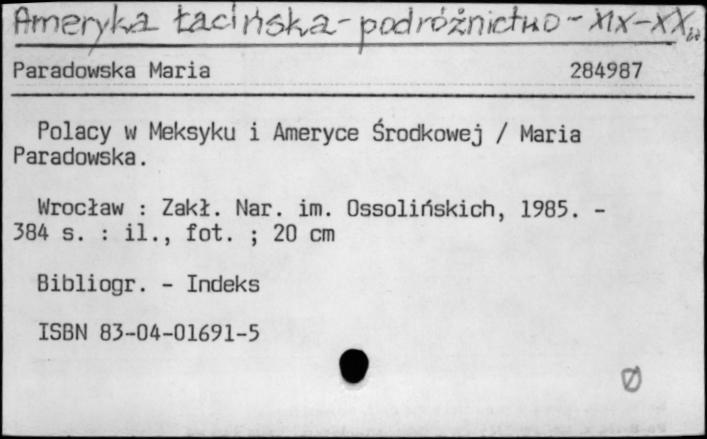 Ameryka Łacińska - podróżnictwo - XIX-XX w
Paradowska Maria 284987
Polacy w Meksyku i Ameryce Środkowej / Maria
Paradowska.
Wrocław : Zakł. Nar. im. Ossolińskich, 1985. -
384 s. : il., fot. ; 20 cm
Bibliogr. - Indeks
ISBN 83-04-01691-5
Ø